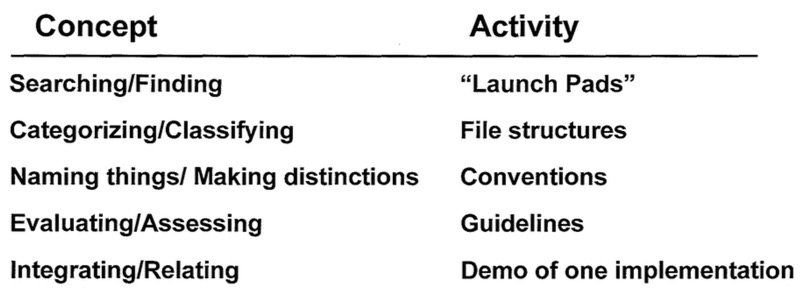 Concept Activity
Searching/Finding “Launch Pads”
Categorizing/Classifying File structures
Naming things/ Making distinctions Conventions
Evaluating/Assessing Guidelines
Integrating/Relating Demo of one implementation